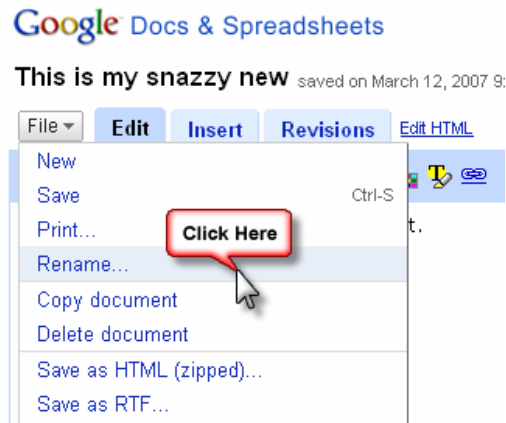 Google Docs & Spreadsheets
This is my snazzy new saved on March 12, 2007 9:
File Edit Insert Revisions Edit HTML
New
Save Ctrl-S
Print... t.
Click Here
Rename...
Copy document
Delete document
Save as HTML (zipped)...
Save as RTF...